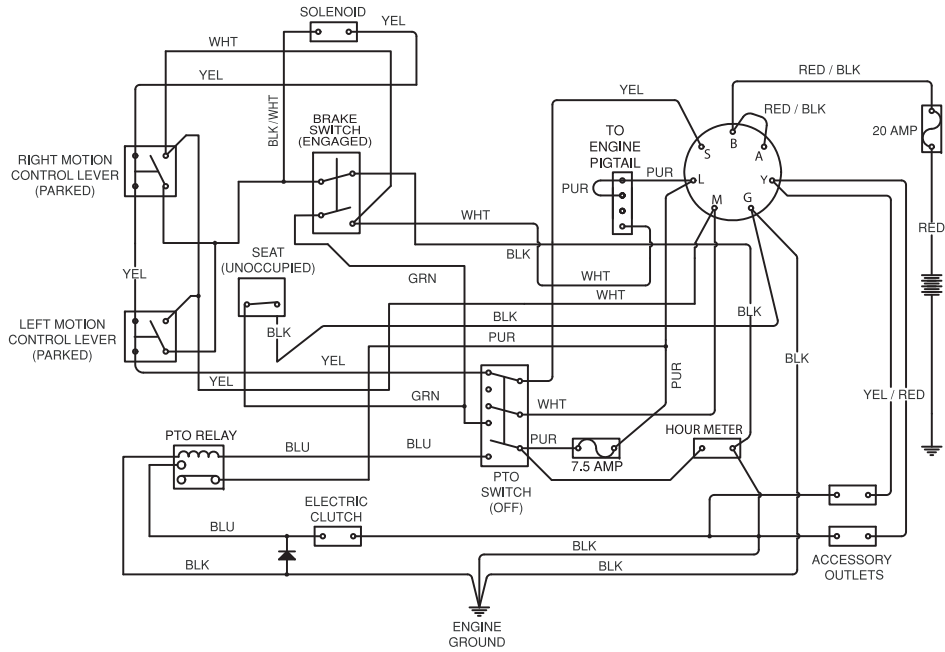 SOLENOID
YEL
WHT
YEL
BLK / WHT
BRAKE
SWITCH
(ENGAGED)
RIGHT MOTION
CONTROL LEVER
(PARKED)
YEL
TO
ENGINE
PIGTAIL
PUR
PUR
RED / BLK
RED / BLK
20 AMP
S
B
A
L
Y
M
G
RED
WHT
BLK
GRN
WHT
WHT
SEAT
(UNOCCUPIED)
BLK
YEL
LEFT MOTION
CONTROL LEVER
(PARKED)
BLK
BLK
PUR
YEL
YEL
GRN
WHT
PUR
BLK
YEL / RED
PTO RELAY
BLU
BLU
PUR
7.5 AMP
HOUR METER
PTO
SWITCH
(OFF)
ELECTRIC
CLUTCH
BLU
BLK
BLK
BLK
ACCESSORY
OUTLETS
ENGINE
GROUND